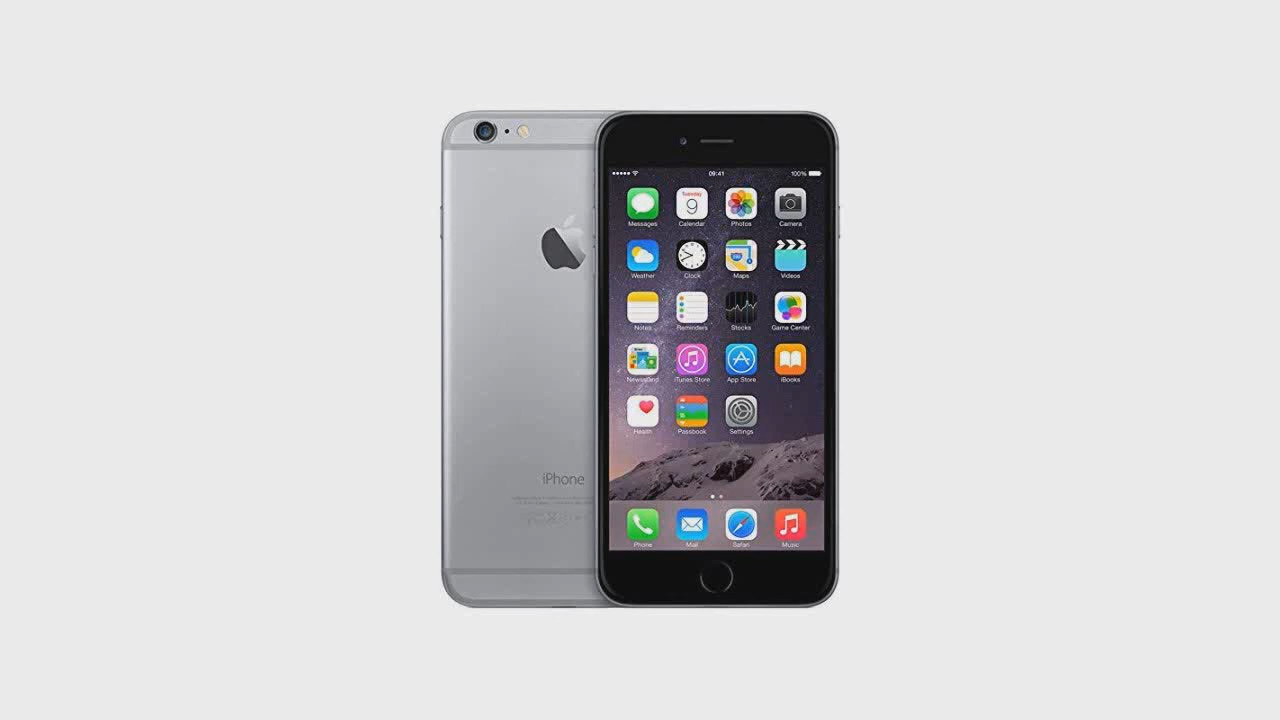 iPhone
09:41
100%
Tuesday
9
Messages Calendar Photos Camera
Weather Clock Maps Videos
Notes Reminders Stocks Game Center
Newsstand iTunes Store App Store iBooks
Health Passbook Settings
Phone Mail Safari Music